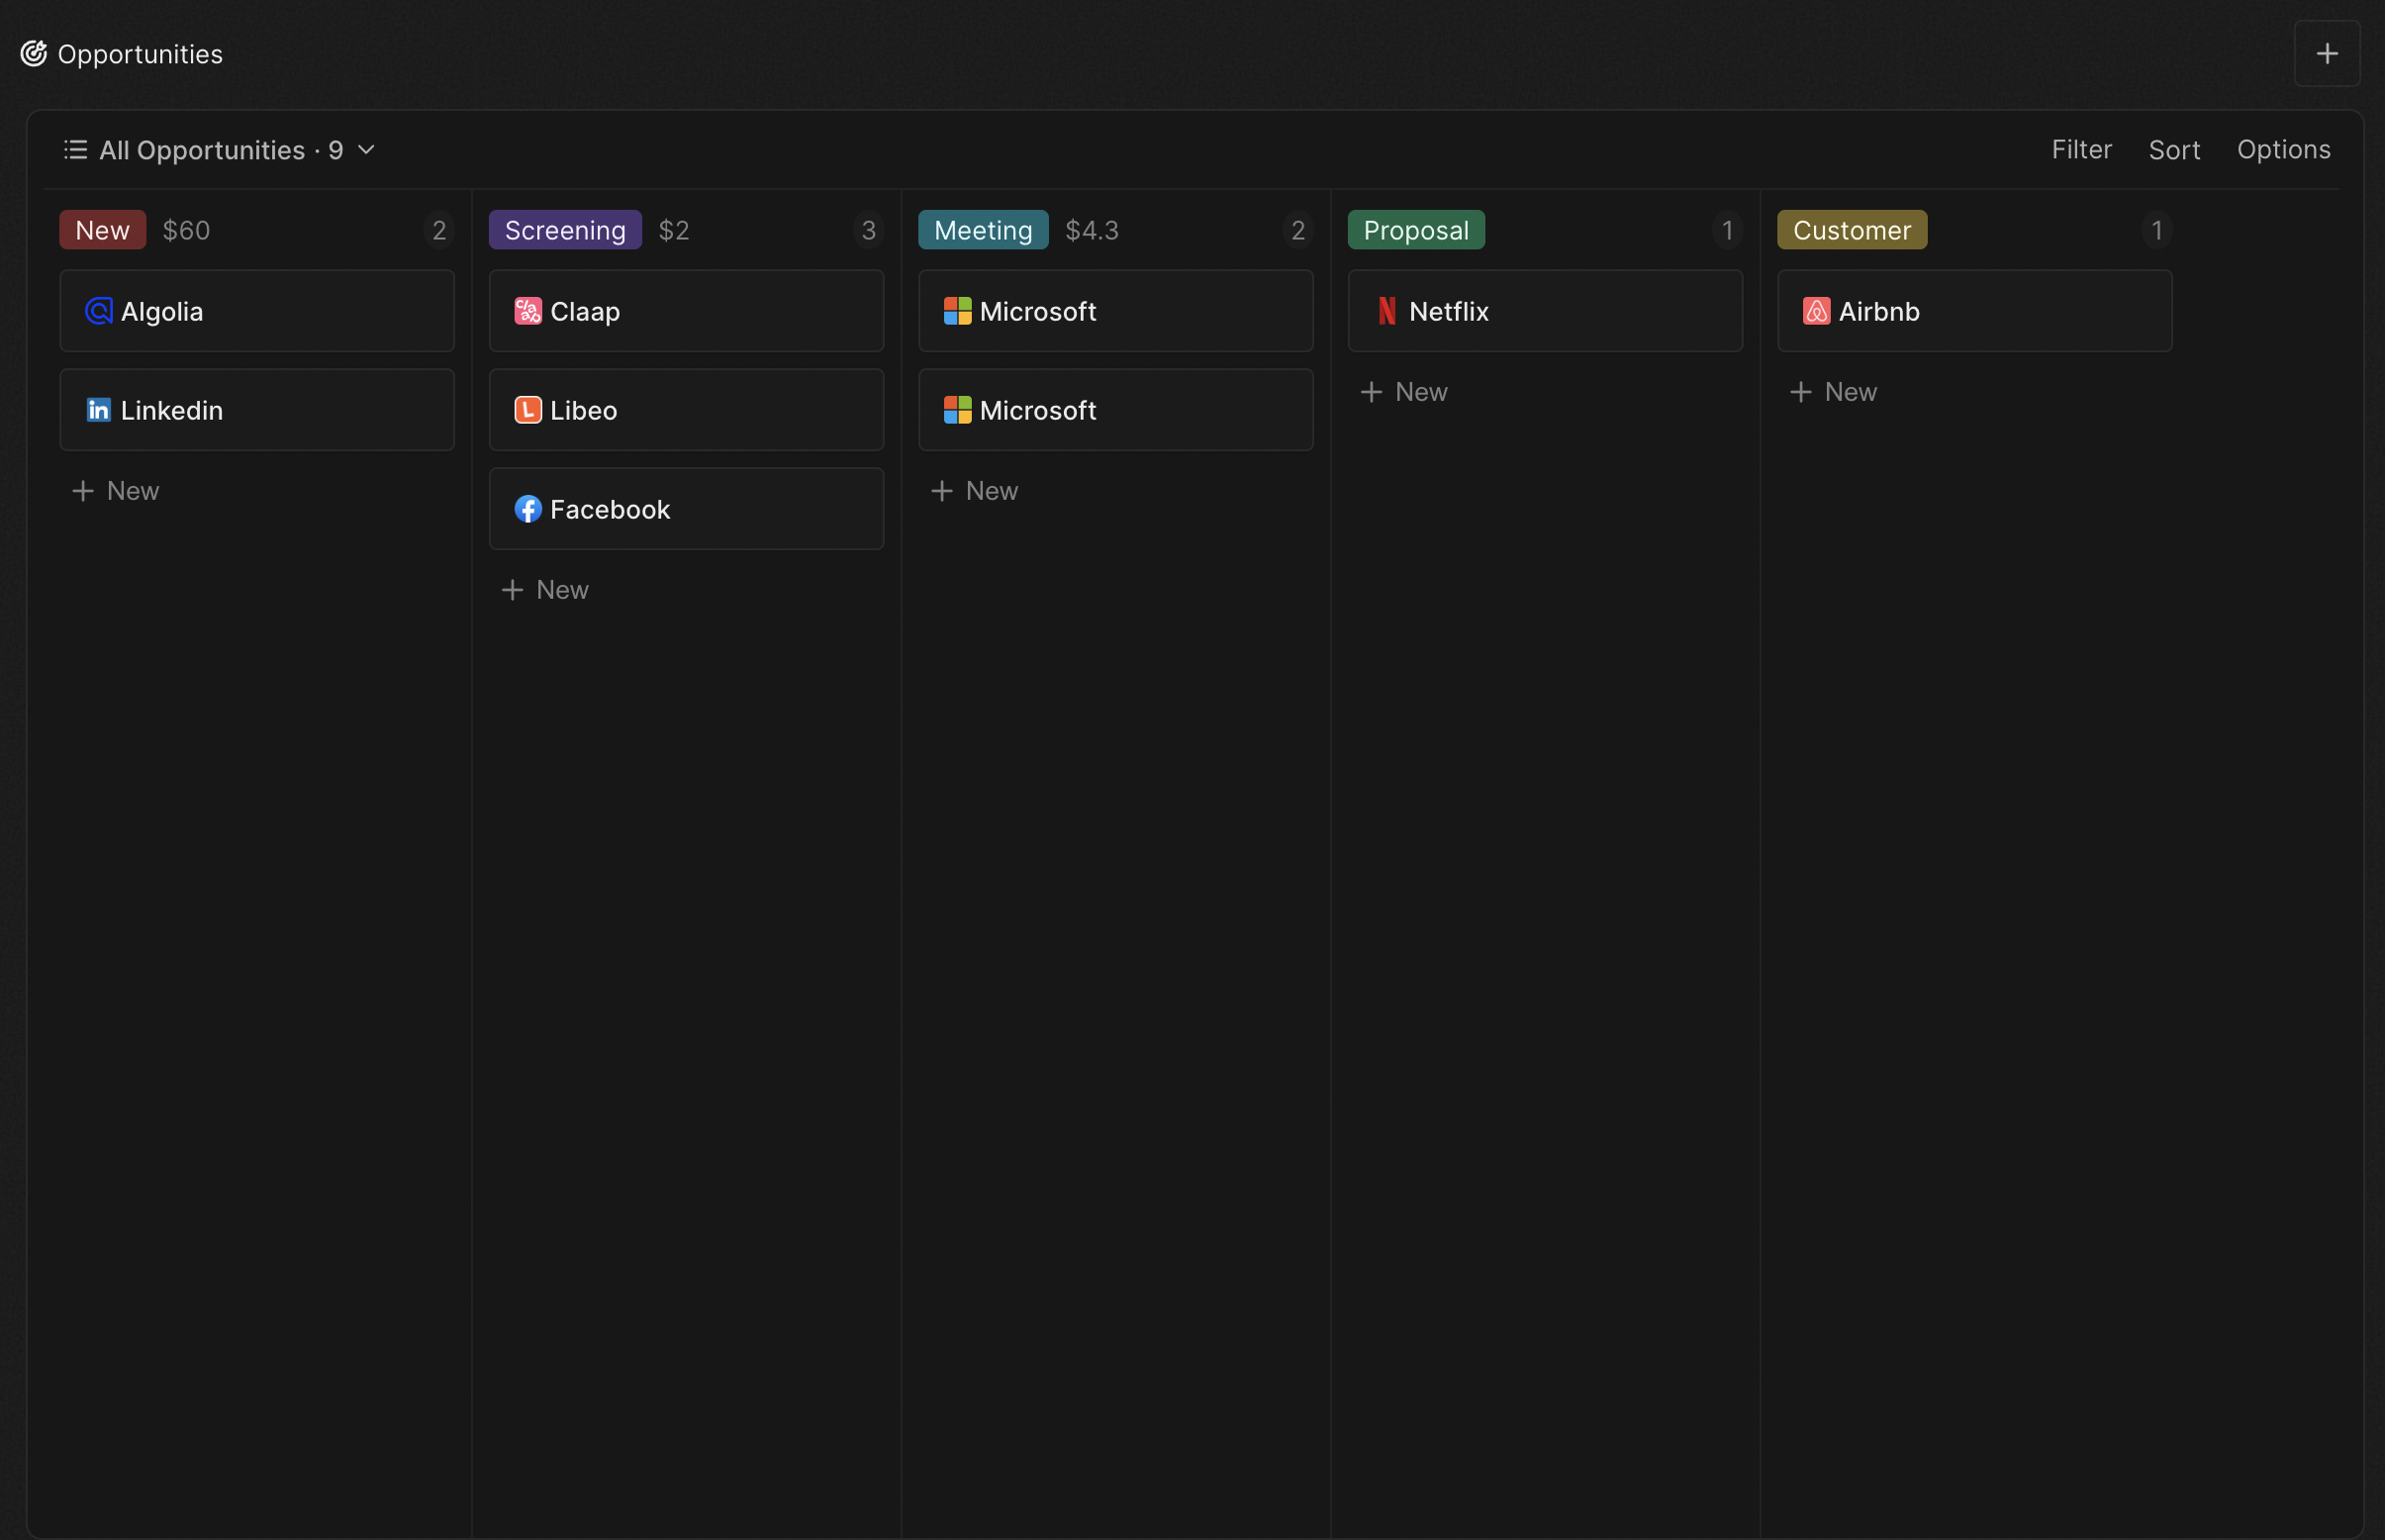 Opportunities
All Opportunities · 9
Filter Sort Options
New $60 2
Algolia
Linkedin
New
Screening $2 3
Claap
Libeo
Facebook
New
Meeting $4.3 2
Microsoft
Microsoft
New
Proposal 1
Netflix
New
Customer 1
Airbnb
New